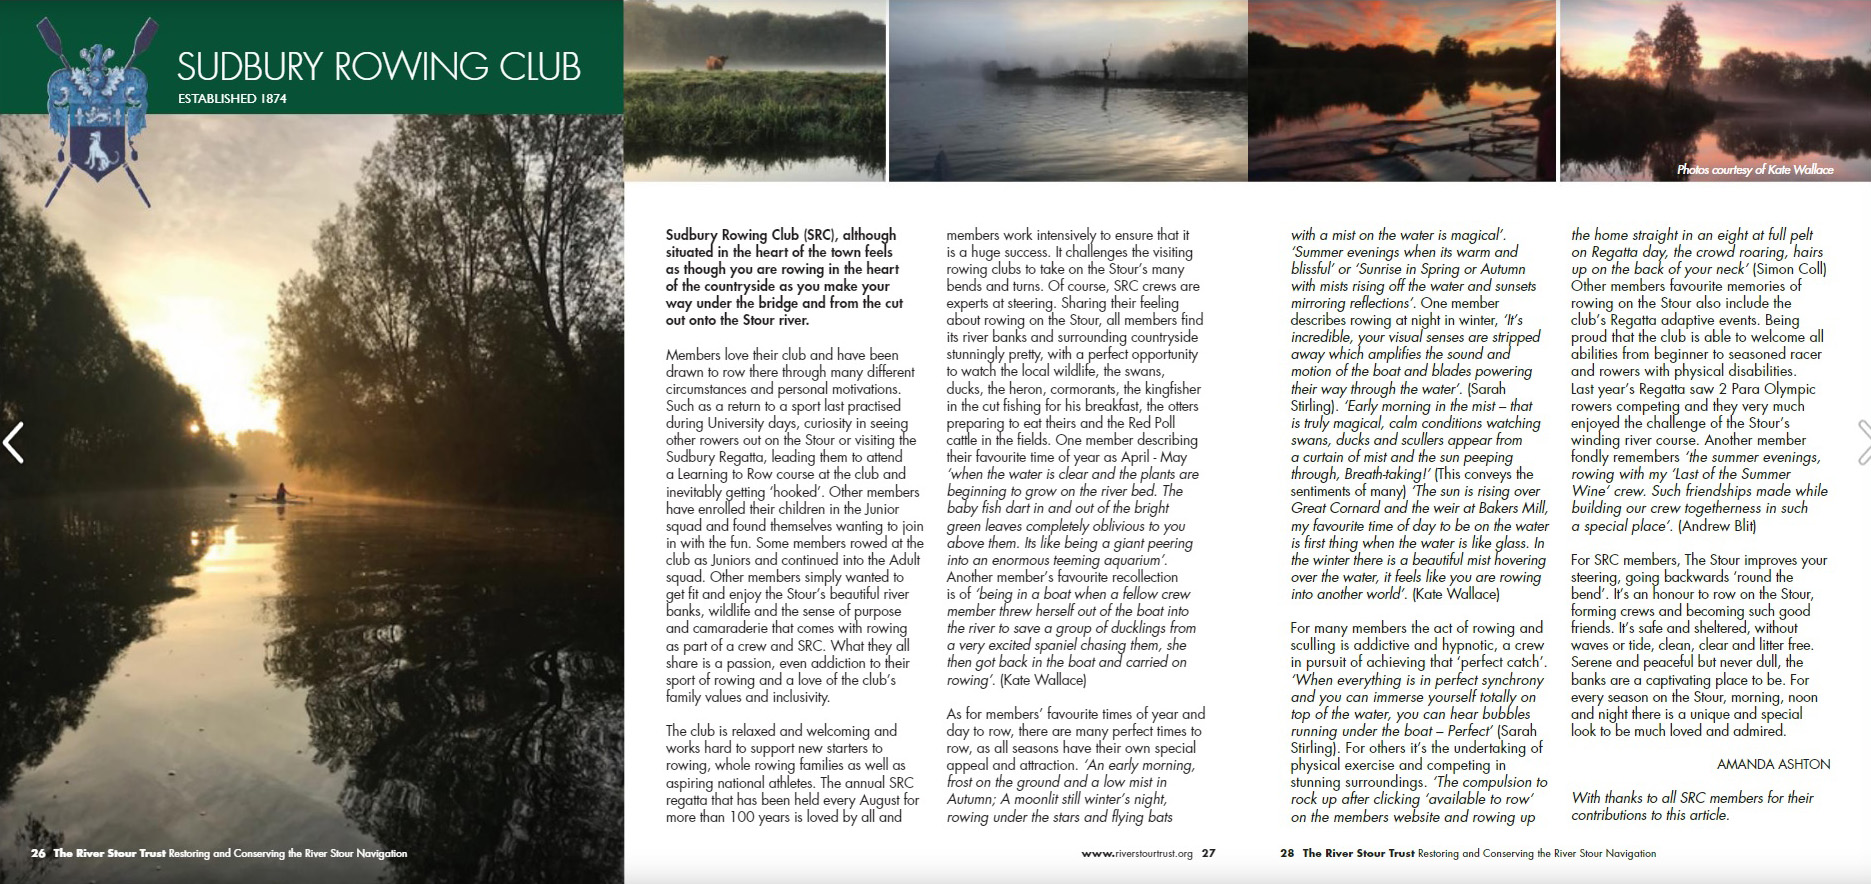 SUDBURY ROWING CLUB
ESTABLISHED 1874
Photos courtesy of Kate Wallace
Sudbury Rowing Club (SRC), although
situated in the heart of the town feels
as though you are rowing in the heart
of the countryside as you make your
way under the bridge and from the cut
out onto the Stour river.
Members love their club and have been
drawn to row there through many different
circumstances and personal motivations.
Such as a return to a sport last practised
during University days, curiosity in seeing
other rowers out on the Stour or visiting the
Sudbury Regatta, leading them to attend
a Learning to Row course at the club and
inevitably getting ‘hooked’. Other members
have enrolled their children in the Junior
squad and found themselves wanting to join
in with the fun. Some members rowed at the
club as Juniors and continued into the Adult
squad. Other members simply wanted to
get fit and enjoy the Stour’s beautiful river
banks, wildlife and the sense of purpose
and camaraderie that comes with rowing
as part of a crew and SRC. What they all
share is a passion, even addiction to their
sport of rowing and a love of the club’s
family values and inclusivity.
The club is relaxed and welcoming and
works hard to support new starters to
rowing, whole rowing families as well as
aspiring national athletes. The annual SRC
regatta that has been held every August for
more than 100 years is loved by all and
members work intensively to ensure that it
is a huge success. It challenges the visiting
rowing clubs to take on the Stour’s many
bends and turns. Of course, SRC crews are
experts at steering. Sharing their feeling
about rowing on the Stour, all members find
its river banks and surrounding countryside
stunningly pretty, with a perfect opportunity
to watch the local wildlife, the swans,
ducks, the heron, cormorants, the kingfisher
in the cut fishing for his breakfast, the otters
preparing to eat theirs and the Red Poll
cattle in the fields. One member describing
their favourite time of year as April - May
‘when the water is clear and the plants are
beginning to grow on the river bed. The
baby fish dart in and out of the bright
green leaves completely oblivious to you
above them. Its like being a giant peering
into an enormous teeming aquarium’.
Another member’s favourite recollection
is of ‘being in a boat when a fellow crew
member threw herself out of the boat into
the river to save a group of ducklings from
a very excited spaniel chasing them, she
then got back in the boat and carried on
rowing’. (Kate Wallace)
As for members’ favourite times of year and
day to row, there are many perfect times to
row, as all seasons have their own special
appeal and attraction. ‘An early morning,
frost on the ground and a low mist in
Autumn; A moonlit still winter’s night,
rowing under the stars and flying bats
with a mist on the water is magical’.
‘Summer evenings when its warm and
blissful’ or ‘Sunrise in Spring or Autumn
with mists rising off the water and sunsets
mirroring reflections’. One member
describes rowing at night in winter, ‘It’s
incredible, your visual senses are stripped
away which amplifies the sound and
motion of the boat and blades powering
their way through the water’. (Sarah
Stirling). ‘Early morning in the mist – that
is truly magical, calm conditions watching
swans, ducks and scullers appear from
a curtain of mist and the sun peeping
through, Breath-taking!’ (This conveys the
sentiments of many) ‘The sun is rising over
Great Cornard and the weir at Bakers Mill,
my favourite time of day to be on the water
is first thing when the water is like glass. In
the winter there is a beautiful mist hovering
over the water, it feels like you are rowing
into another world’. (Kate Wallace)
For many members the act of rowing and
sculling is addictive and hypnotic, a crew
in pursuit of achieving that ‘perfect catch’.
‘When everything is in perfect synchrony
and you can immerse yourself totally on
top of the water, you can hear bubbles
running under the boat – Perfect’ (Sarah
Stirling). For others it’s the undertaking of
physical exercise and competing in
stunning surroundings. ‘The compulsion to
rock up after clicking ‘available to row’
on the members website and rowing up
the home straight in an eight at full pelt
on Regatta day, the crowd roaring, hairs
up on the back of your neck’ (Simon Coll)
Other members favourite memories of
rowing on the Stour also include the
club’s Regatta adaptive events. Being
proud that the club is able to welcome all
abilities from beginner to seasoned racer
and rowers with physical disabilities.
Last year’s Regatta saw 2 Para Olympic
rowers competing and they very much
enjoyed the challenge of the Stour’s
winding river course. Another member
fondly remembers ‘the summer evenings,
rowing with my ‘Last of the Summer
Wine’ crew. Such friendships made while
building our crew togetherness in such
a special place’. (Andrew Blit)
For SRC members, The Stour improves your
steering, going backwards ‘round the
bend’. It’s an honour to row on the Stour,
forming crews and becoming such good
friends. It’s safe and sheltered, without
waves or tide, clean, clear and litter free.
Serene and peaceful but never dull, the
banks are a captivating place to be. For
every season on the Stour, morning, noon
and night there is a unique and special
look to be much loved and admired.
AMANDA ASHTON
With thanks to all SRC members for their
contributions to this article.
26 The River Stour Trust Restoring and Conserving the River Stour Navigation
www.riverstourtrust.org 27
28 The River Stour Trust Restoring and Conserving the River Stour Navigation